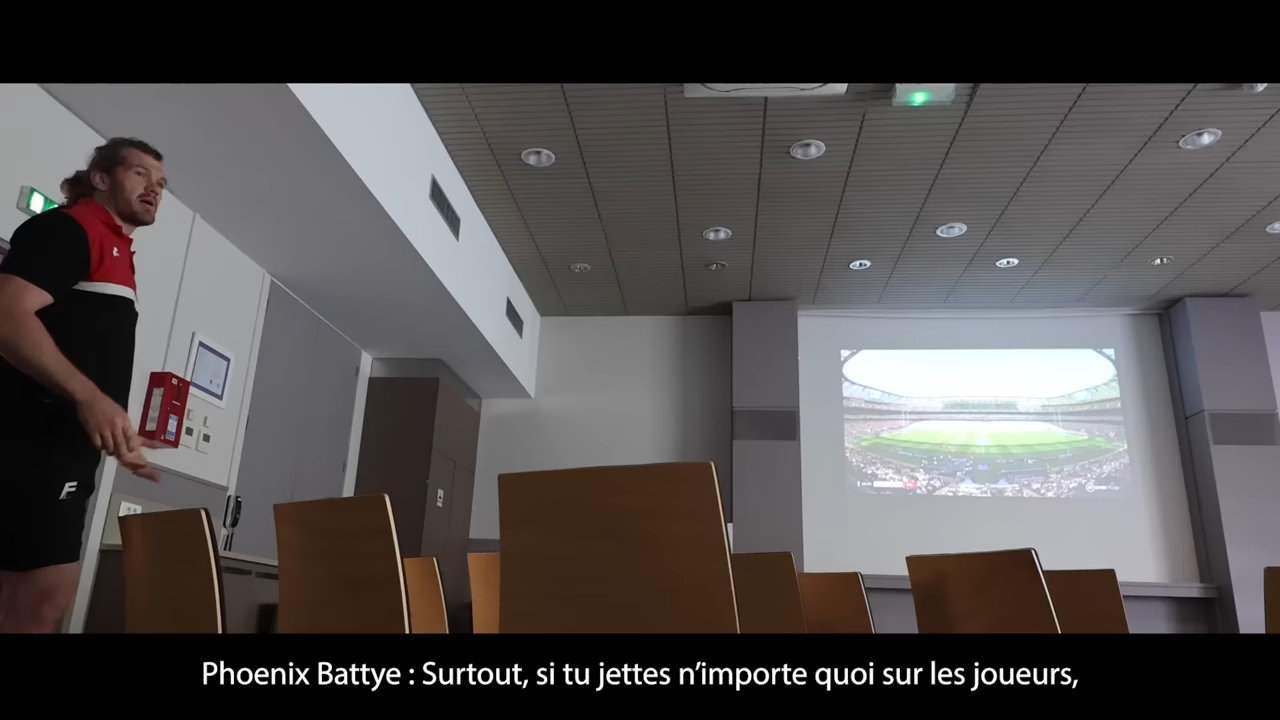 Phoenix Battye : Surtout, si tu jettes n’importe quoi sur les joueurs,